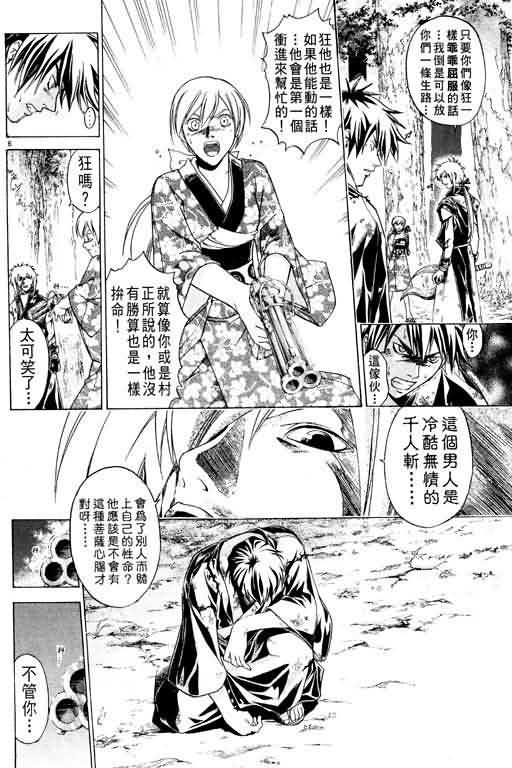 只要你們像狂一
樣乖乖屈服的話
…我倒是可以放
你們一條生路…
你…
這傢伙…
狂他也是一樣！
如果他能動的話
…他會是第一個
衝進來幫忙的！
就算像你或是村
正所說的，他沒
有勝算也是一樣
拚命！
狂嗎？
太可笑了…
6
這個男人是
冷酷無情的
千人斬……
會為了別人而賭
上自己的性命？
他應該是不會有
這種菩薩心腸才
對呀……
不管你…